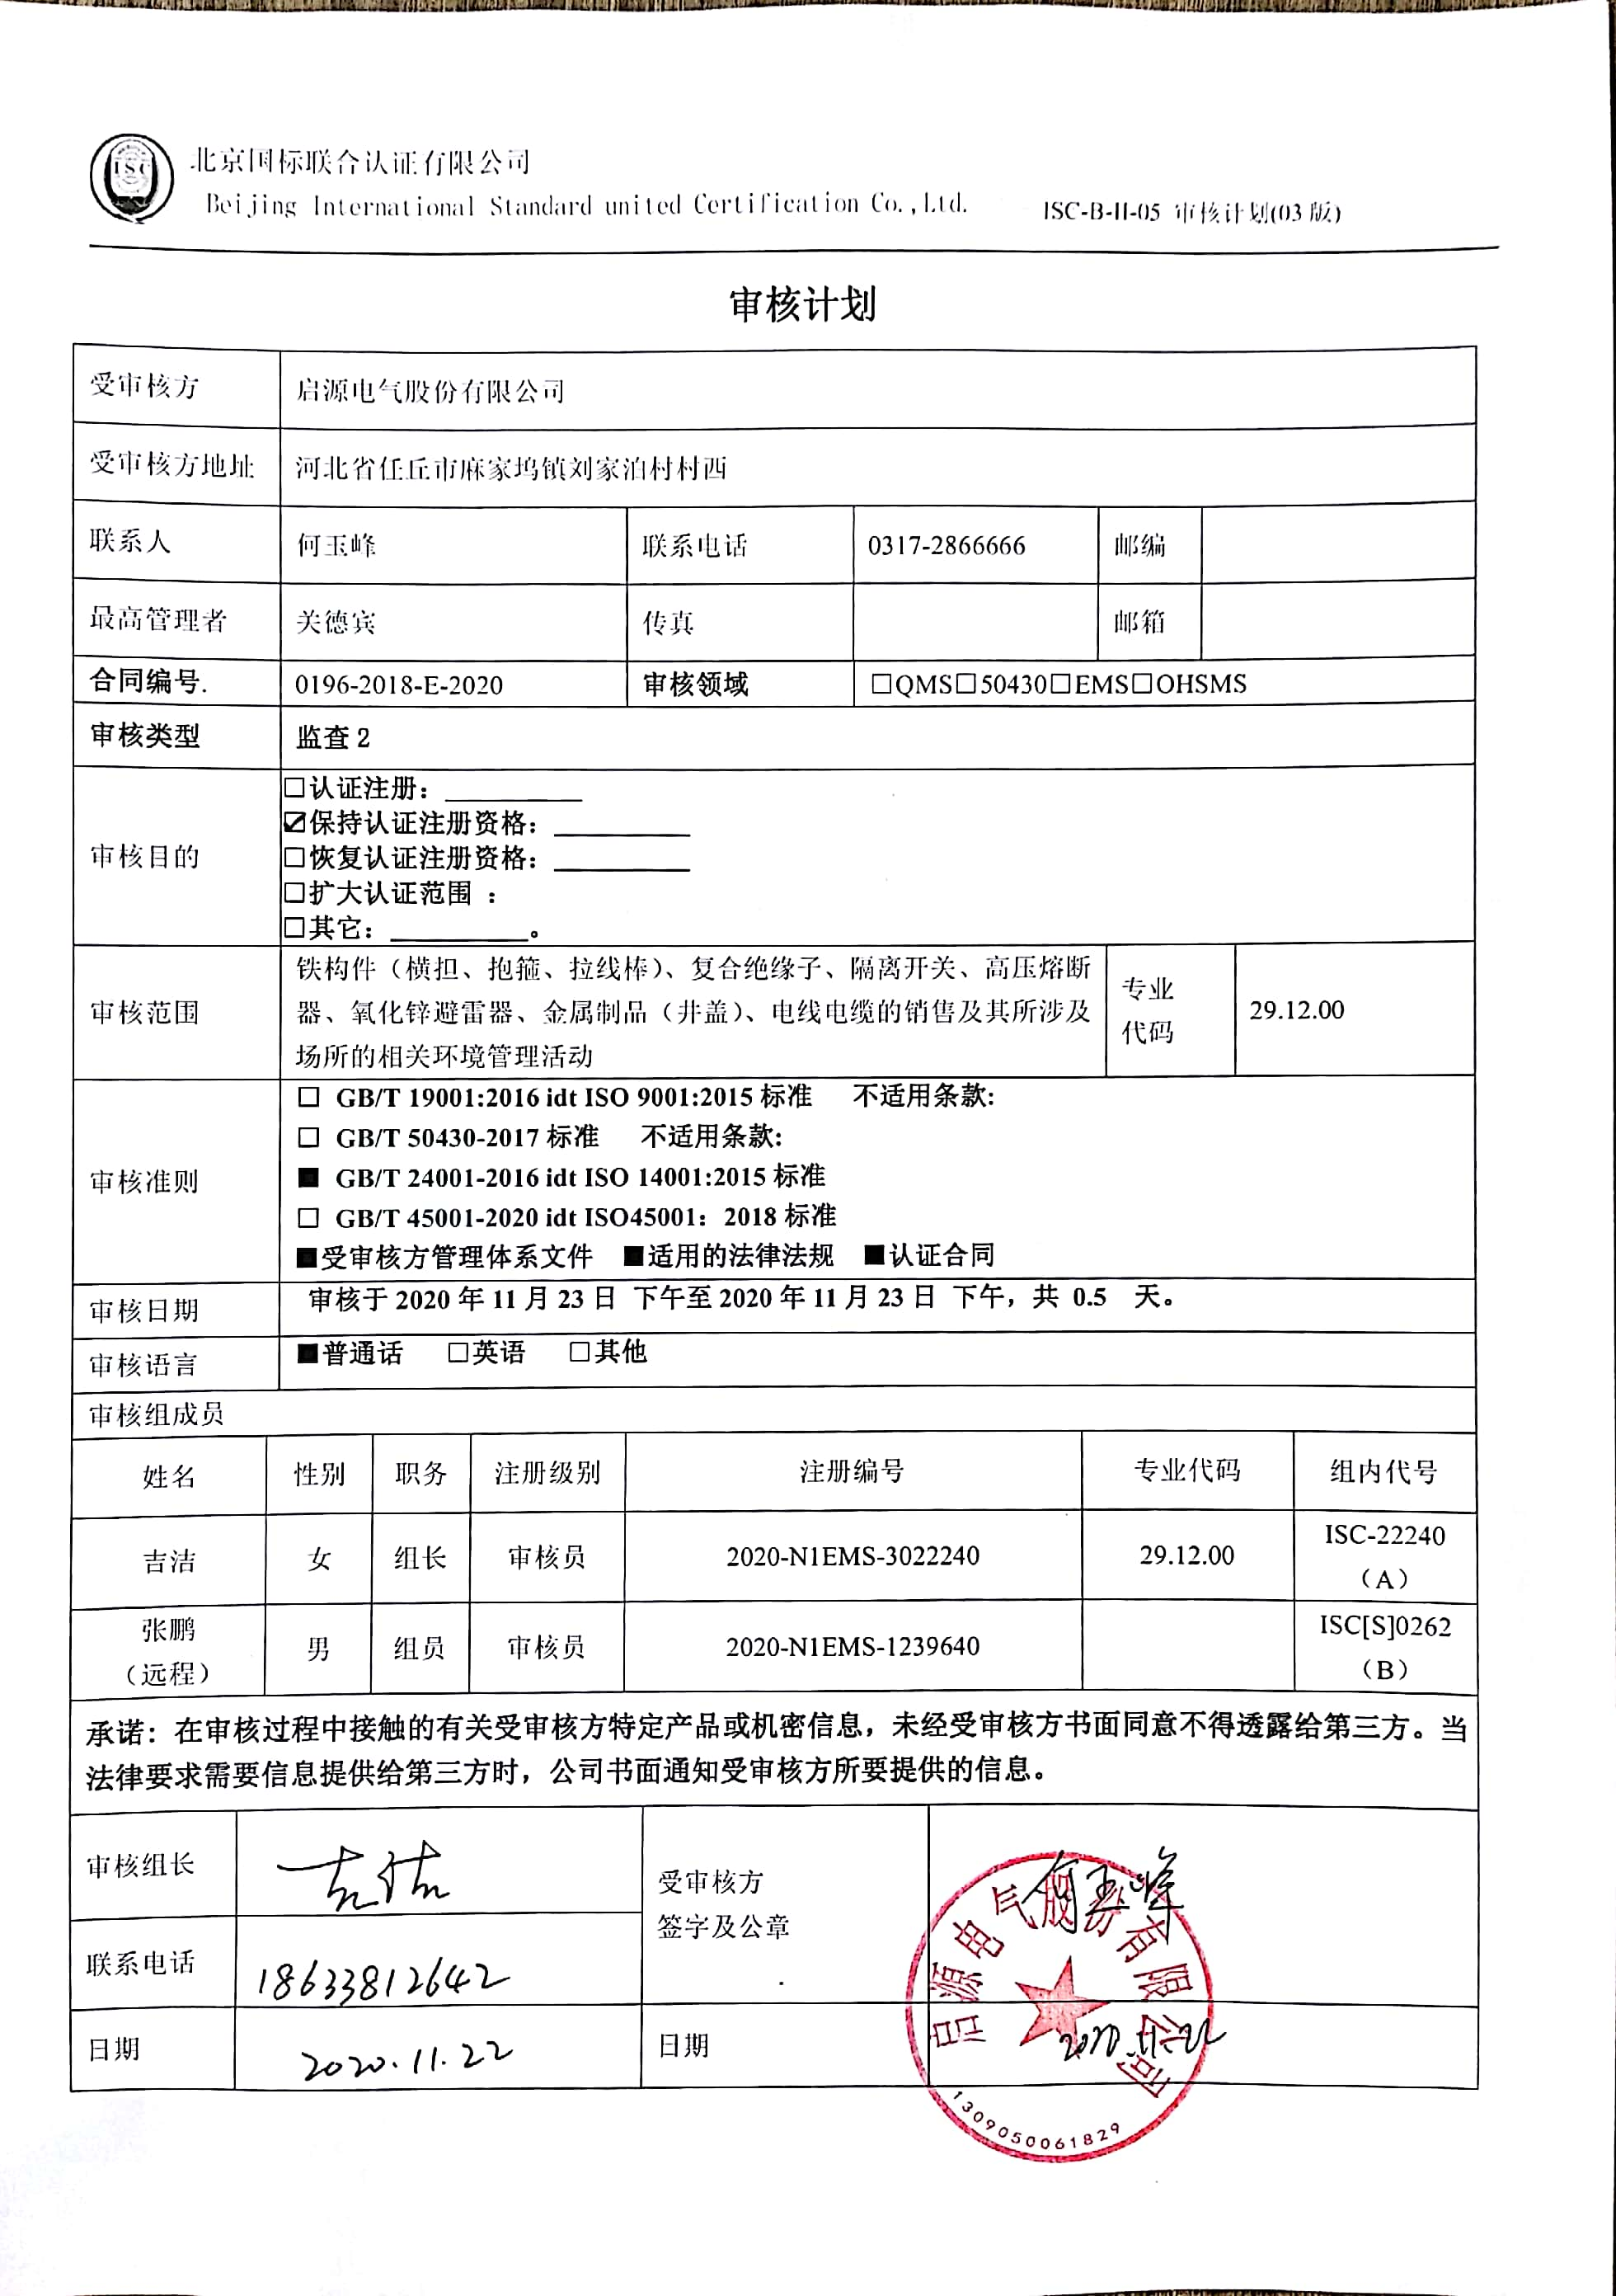 ISC
北京国标联合认证有限公司
Beijing International Standard united Certification Co.,Ltd.
ISC-B-II-05 审核计划(03版)
审核计划
受审核方 启源电气股份有限公司
受审核方地址 河北省任丘市麻家坞镇刘家泊村村西
联系人 何玉峰 联系电话 0317-2866666 邮编
最高管理者 关德宾 传真 邮箱
合同编号. 0196-2018-E-2020 审核领域 □QMS□50430□EMS□OHSMS
审核类型 监查2
审核目的
□认证注册：
☑保持认证注册资格：
□恢复认证注册资格：
□扩大认证范围 ：
□其它： 。
审核范围
铁构件（横担、抱箍、拉线棒）、复合绝缘子、隔离开关、高压熔断
器、氧化锌避雷器、金属制品（井盖）、电线电缆的销售及其所涉及
场所的相关环境管理活动
专业
代码
29.12.00
审核准则
□ GB/T 19001:2016 idt ISO 9001:2015 标准 不适用条款:
□ GB/T 50430-2017 标准 不适用条款:
■ GB/T 24001-2016 idt ISO 14001:2015 标准
□ GB/T 45001-2020 idt ISO45001：2018 标准
■受审核方管理体系文件 ■适用的法律法规 ■认证合同
审核日期 审核于 2020 年 11 月 23 日 下午至 2020 年 11 月 23 日 下午，共 0.5 天。
审核语言 ■普通话 □英语 □其他
审核组成员
姓名 性别 职务 注册级别 注册编号 专业代码 组内代号
吉洁 女 组长 审核员 2020-N1EMS-3022240 29.12.00 ISC-22240
（A）
张鹏
（远程）
男 组员 审核员 2020-N1EMS-1239640 ISC[S]0262
（B）
承诺：在审核过程中接触的有关受审核方特定产品或机密信息，未经受审核方书面同意不得透露给第三方。当
法律要求需要信息提供给第三方时，公司书面通知受审核方所要提供的信息。
审核组长 吉洁
受审核方
签字及公章
何玉峰
联系电话 18633812642
日期 2020.11.22
日期 2020.11.22
启源电气股份有限公司
1309050061829